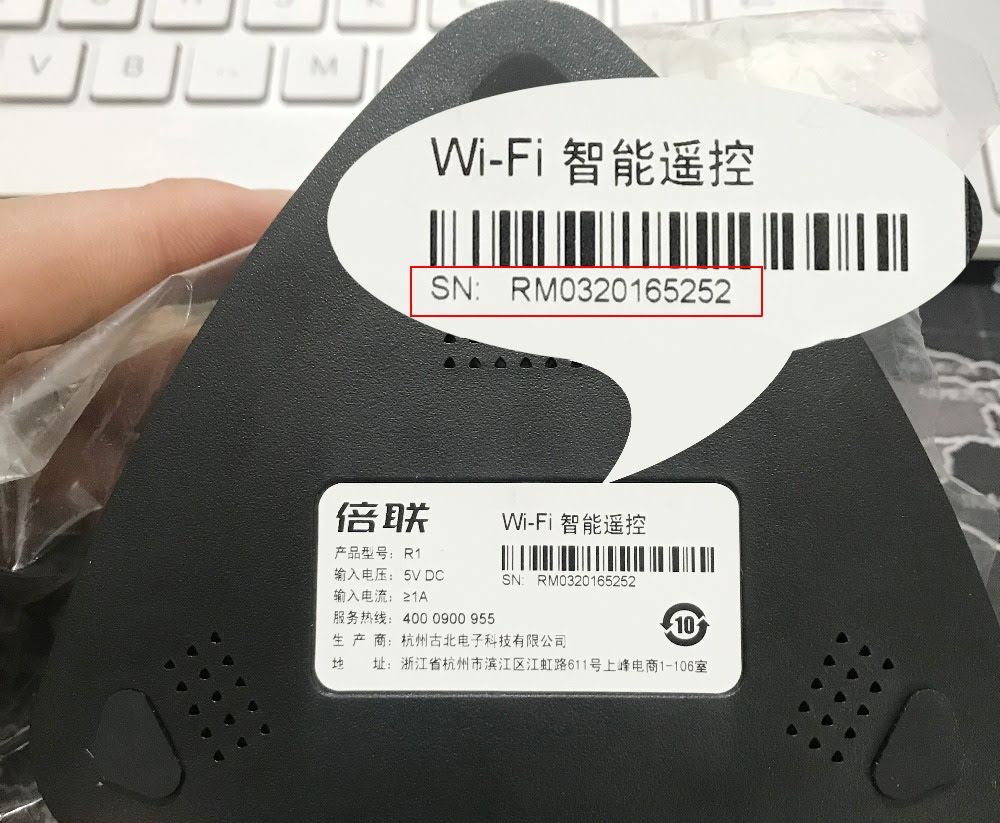 V B M
Wi-Fi 智能遥控
SN: RM0320165252
倍联
Wi-Fi 智能遥控
产品型号: R1
SN: RM0320165252
输入电压: 5V DC
输入电流: ≥1A
服务热线: 400 0900 955
生 产 商: 杭州古北电子科技有限公司
地 址: 浙江省杭州市滨江区江虹路611号上峰电商1-106室
10